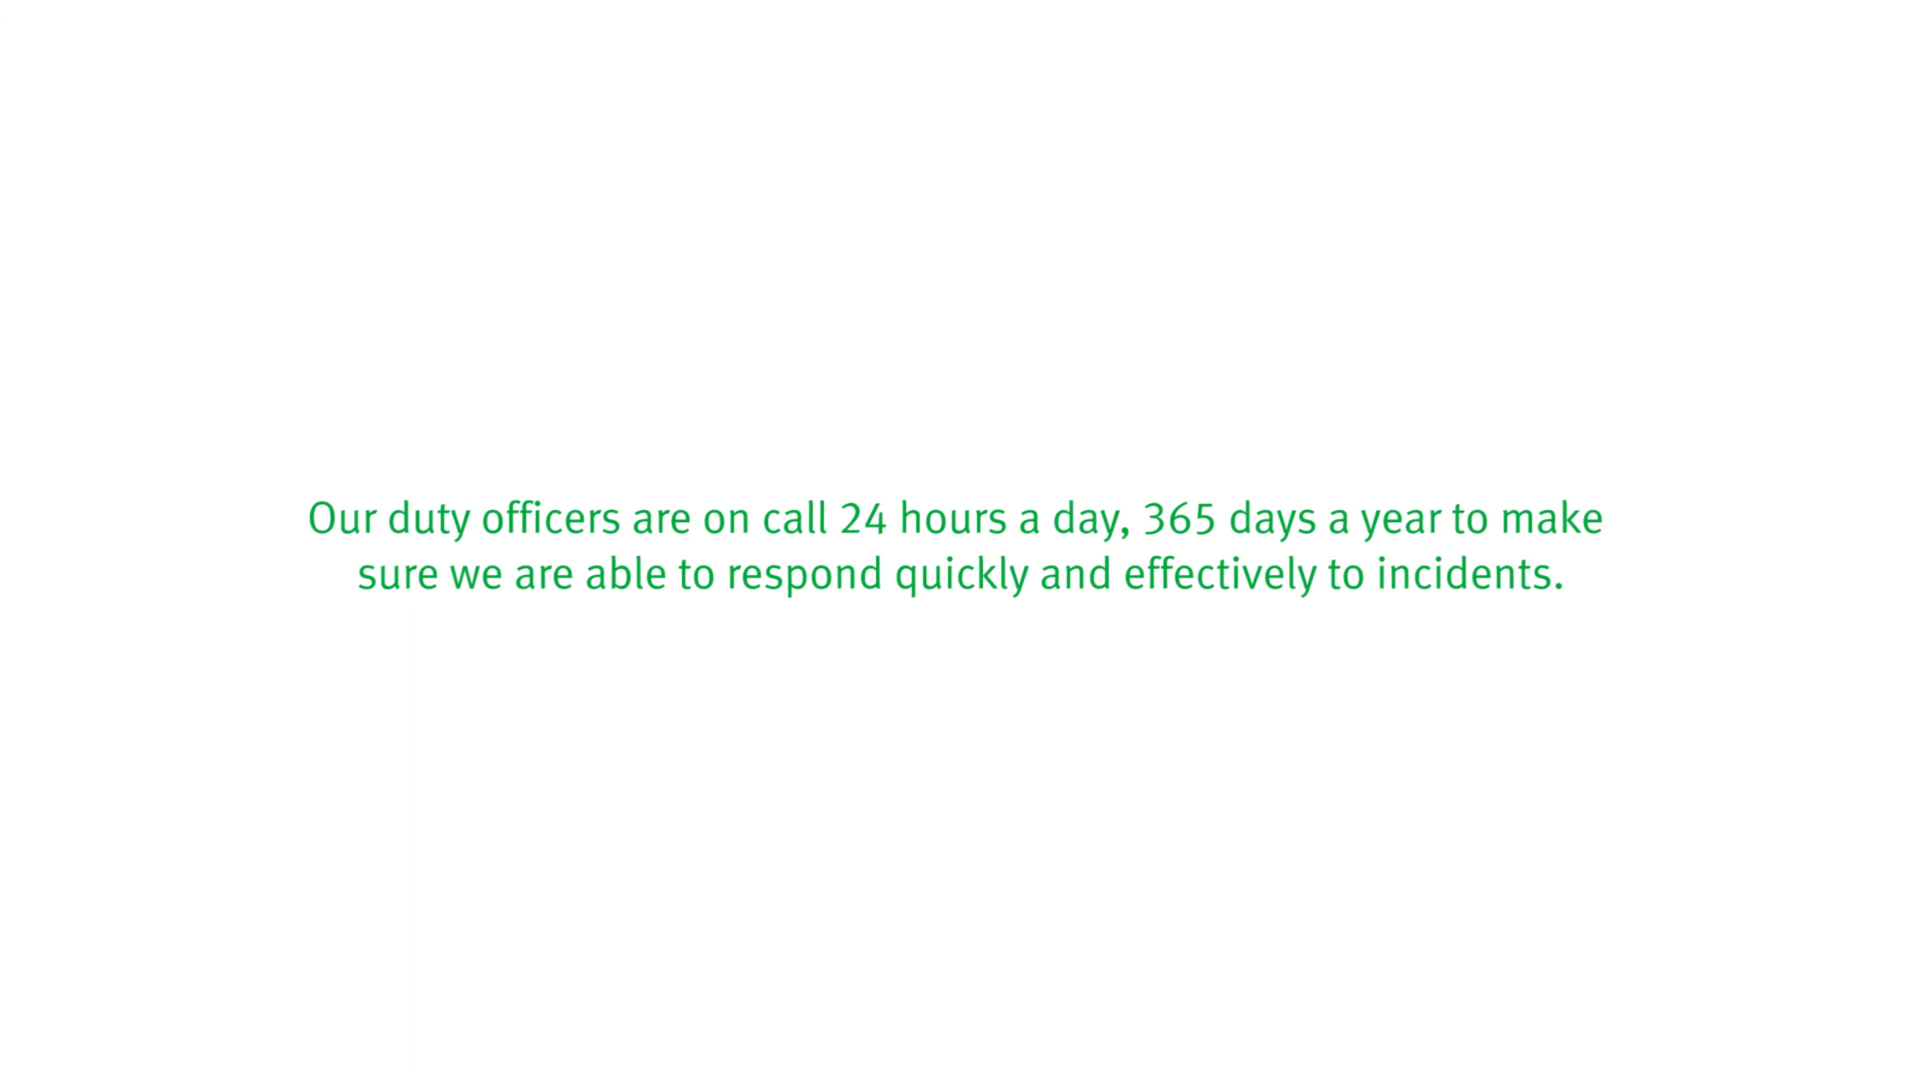 Our duty officers are on call 24 hours a day, 365 days a year to make
sure we are able to respond quickly and effectively to incidents.